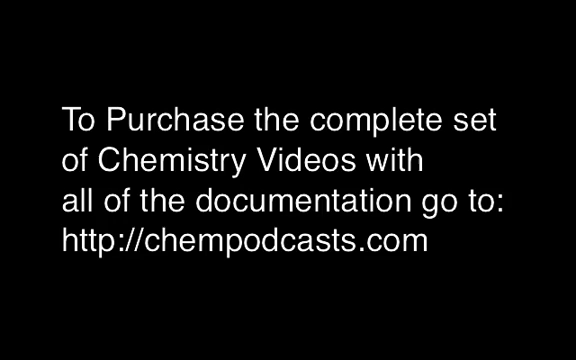 To Purchase the complete set
of Chemistry Videos with
all of the documentation go to:
http://chempodcasts.com